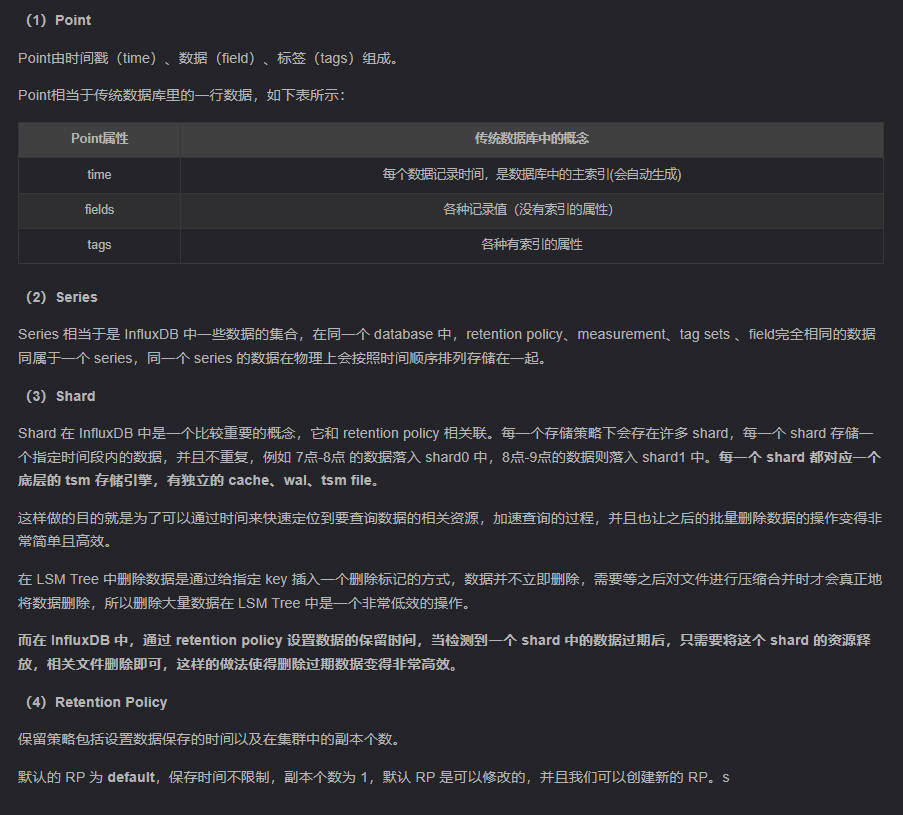 （1）Point
Point由时间戳（time）、数据（field）、标签（tags）组成。
Point相当于传统数据库里的一行数据，如下表所示：
Point属性 传统数据库中的概念
time 每个数据记录时间，是数据库中的主索引(会自动生成)
fields 各种记录值（没有索引的属性）
tags 各种有索引的属性
（2）Series
Series 相当于是 InfluxDB 中一些数据的集合，在同一个 database 中，retention policy、measurement、tag sets 、field完全相同的数据
同属于一个 series，同一个 series 的数据在物理上会按照时间顺序排列存储在一起。
（3）Shard
Shard 在 InfluxDB 中是一个比较重要的概念，它和 retention policy 相关联。每一个存储策略下会存在许多 shard，每一个 shard 存储一
个指定时间段内的数据，并且不重复，例如 7点-8点 的数据落入 shard0 中，8点-9点的数据则落入 shard1 中。每一个 shard 都对应一个
底层的 tsm 存储引擎，有独立的 cache、wal、tsm file。
这样做的目的就是为了可以通过时间来快速定位到要查询数据的相关资源，加速查询的过程，并且也让之后的批量删除数据的操作变得非
常简单且高效。
在 LSM Tree 中删除数据是通过给指定 key 插入一个删除标记的方式，数据并不立即删除，需要等之后对文件进行压缩合并时才会真正地
将数据删除，所以删除大量数据在 LSM Tree 中是一个非常低效的操作。
而在 InfluxDB 中，通过 retention policy 设置数据的保留时间，当检测到一个 shard 中的数据过期后，只需要将这个 shard 的资源释
放，相关文件删除即可，这样的做法使得删除过期数据变得非常高效。
（4）Retention Policy
保留策略包括设置数据保存的时间以及在集群中的副本个数。
默认的 RP 为 default，保存时间不限制，副本个数为 1，默认 RP 是可以修改的，并且我们可以创建新的 RP。s